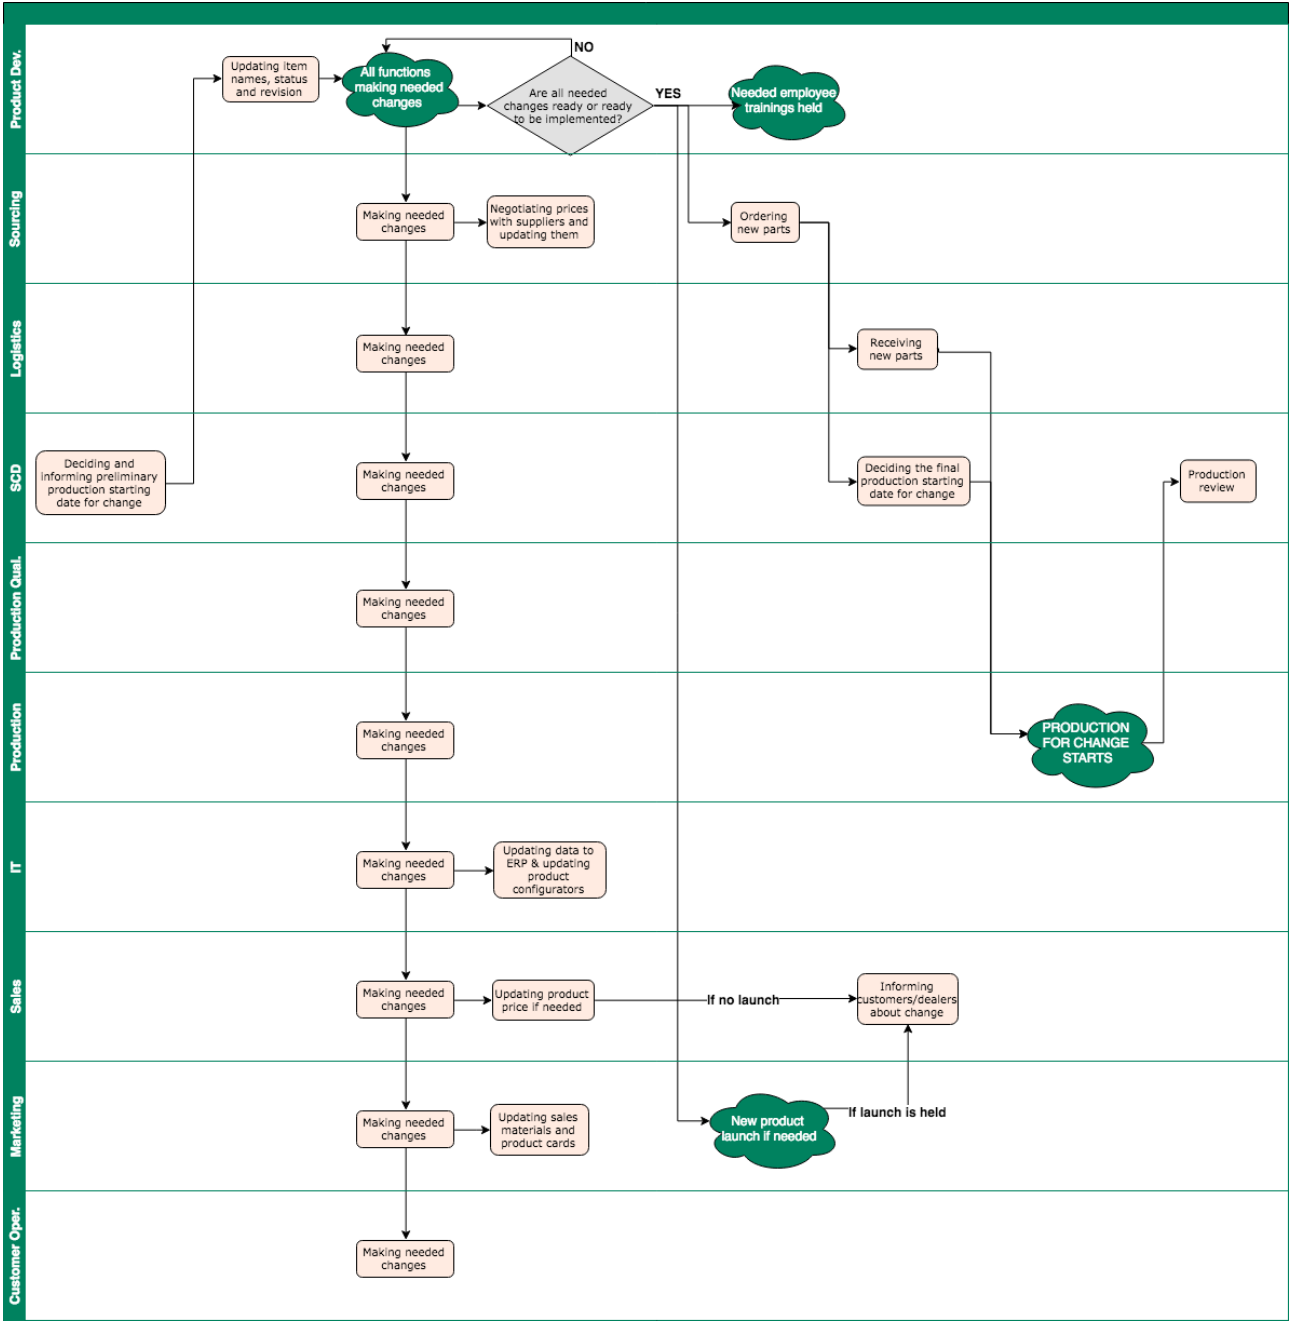 Product Dev.
Updating item
names, status
and revision
All functions
making needed
changes
NO
Are all needed
changes ready or ready
to be implemented?
YES
Needed employee
trainings held
Sourcing
Making needed
changes
Negotiating prices
with suppliers and
updating them
Ordering
new parts
Logistics
Making needed
changes
Receiving
new parts
SCD
Deciding and
informing preliminary
production starting
date for change
Making needed
changes
Deciding the final
production starting
date for change
Production
review
Production Qual.
Making needed
changes
Production
Making needed
changes
PRODUCTION
FOR CHANGE
STARTS
IT
Making needed
changes
Updating data to
ERP & updating
product
configurators
Sales
Making needed
changes
Updating product
price if needed
If no launch
Informing
customers/dealers
about change
Marketing
Making needed
changes
Updating sales
materials and
product cards
New product
launch if needed
If launch is held
Customer Oper.
Making needed
changes